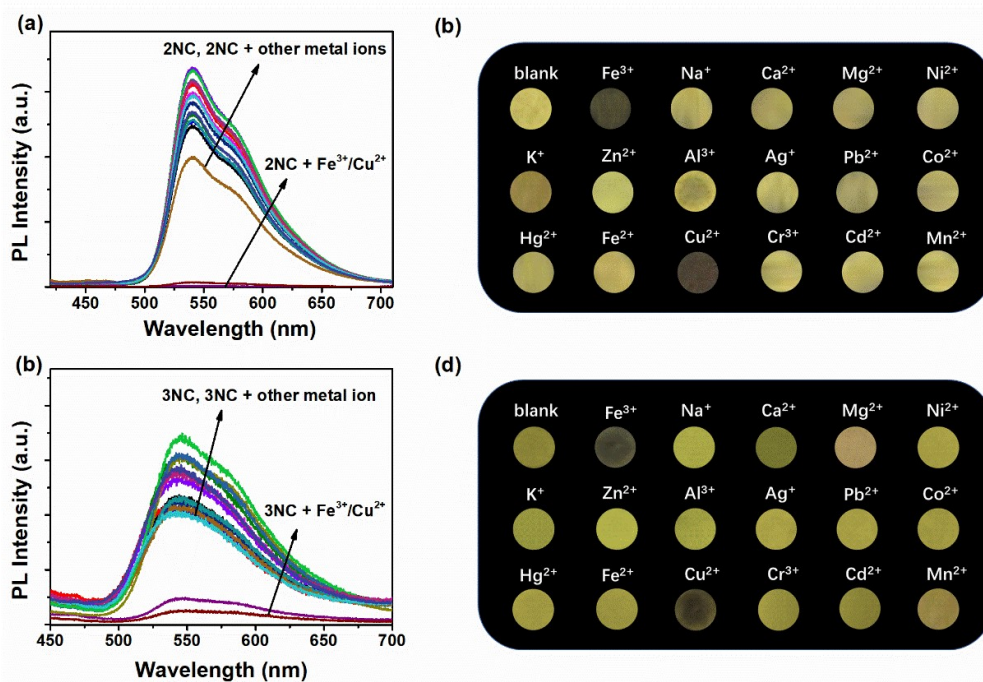 (a)
2NC, 2NC + other metal ions
2NC + Fe³⁺/Cu²⁺
PL Intensity (a.u.)
450 500 550 600 650 700
Wavelength (nm)
(b)
blank Fe³⁺ Na⁺ Ca²⁺ Mg²⁺ Ni²⁺
K⁺ Zn²⁺ Al³⁺ Ag⁺ Pb²⁺ Co²⁺
Hg²⁺ Fe²⁺ Cu²⁺ Cr³⁺ Cd²⁺ Mn²⁺
(b)
3NC, 3NC + other metal ion
3NC + Fe³⁺/Cu²⁺
PL Intensity (a.u.)
450 500 550 600 650 700
Wavelength (nm)
(d)
blank Fe³⁺ Na⁺ Ca²⁺ Mg²⁺ Ni²⁺
K⁺ Zn²⁺ Al³⁺ Ag⁺ Pb²⁺ Co²⁺
Hg²⁺ Fe²⁺ Cu²⁺ Cr³⁺ Cd²⁺ Mn²⁺